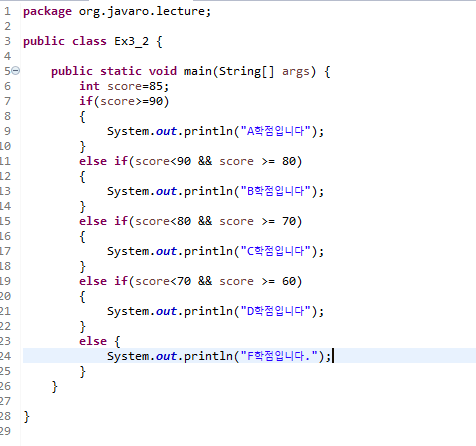 1 package org.javaro.lecture;
2
3 public class Ex3_2 {
4
5 public static void main(String[] args) {
6 int score=85;
7 if(score>=90)
8 {
9 System.out.println("A학점입니다");
10 }
11 else if(score<90 && score >= 80)
12 {
13 System.out.println("B학점입니다");
14 }
15 else if(score<80 && score >= 70)
16 {
17 System.out.println("C학점입니다");
18 }
19 else if(score<70 && score >= 60)
20 {
21 System.out.println("D학점입니다");
22 }
23 else {
24 System.out.println("F학점입니다.");
25 }
26 }
27
28 }
29